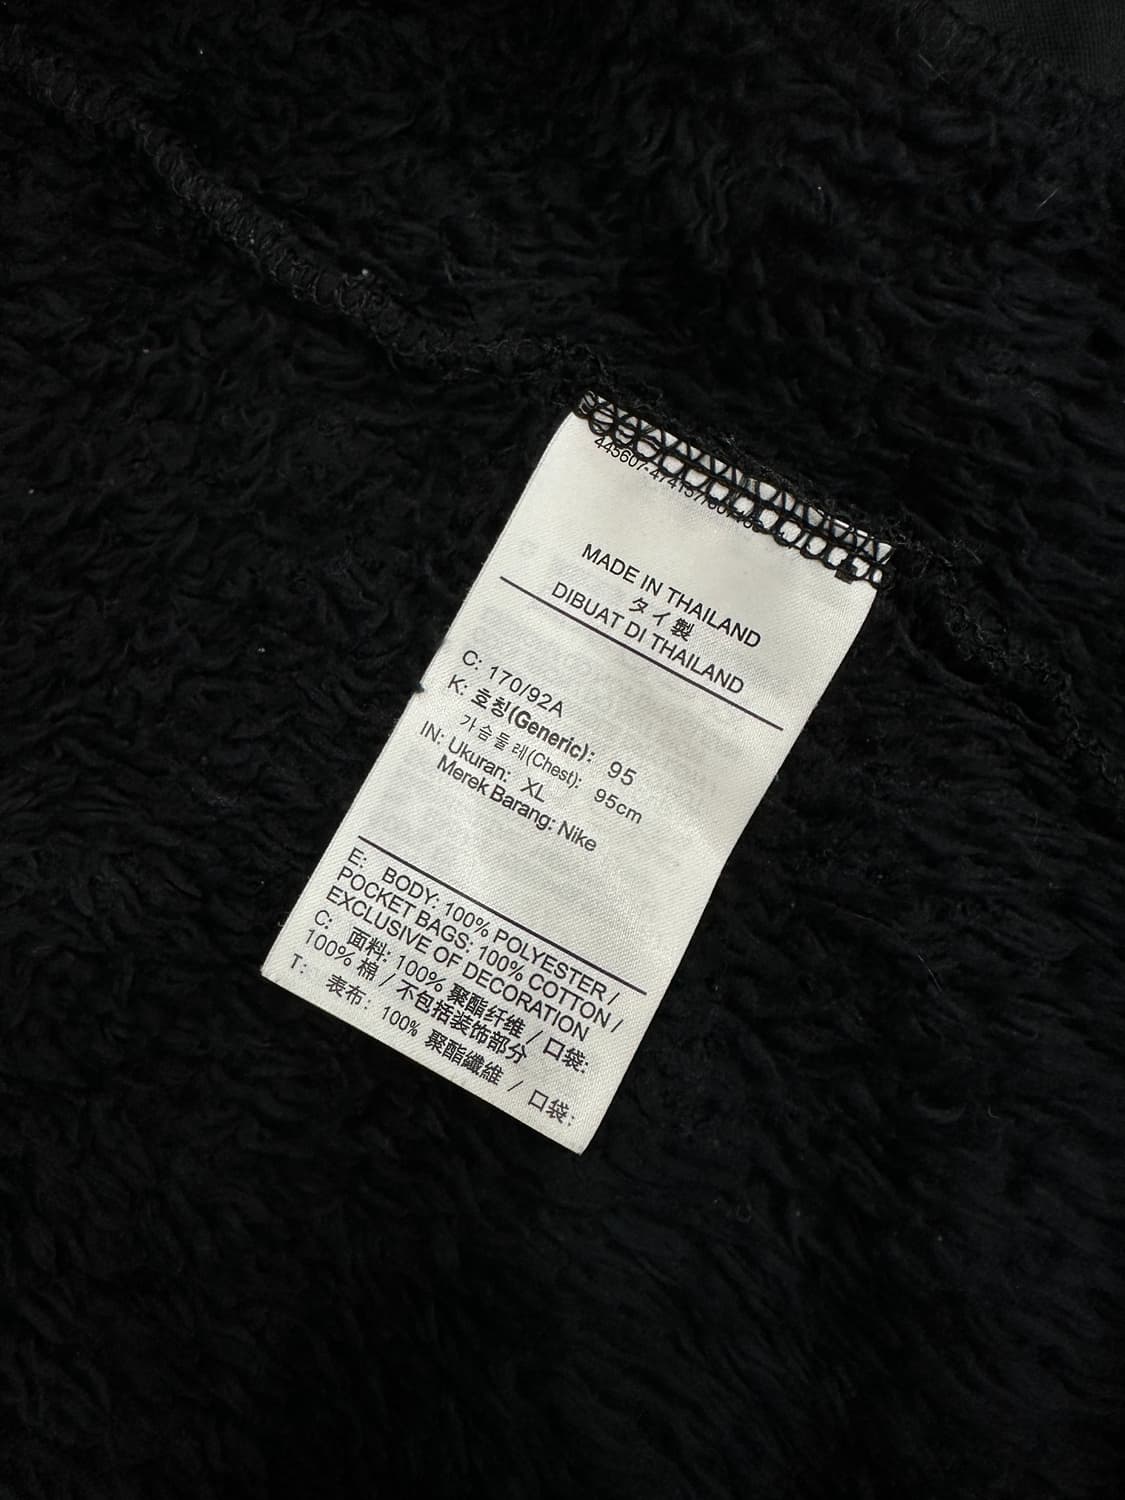 MADE IN THAILAND
タイ製
DIBUAT DI THAILAND
C: 170/92A
K: 호칭(Generic): 95
가슴둘레(Chest): 95cm
IN: Ukuran: XL
Merek Barang: Nike
E: BODY: 100% POLYESTER /
POCKET BAGS: 100% COTTON /
EXCLUSIVE OF DECORATION
C: 面料: 100% 聚酯纤维 / 口袋:
100% 棉 / 不包括装饰部分
T: 表布: 100% 聚酯纖維 / 口袋: